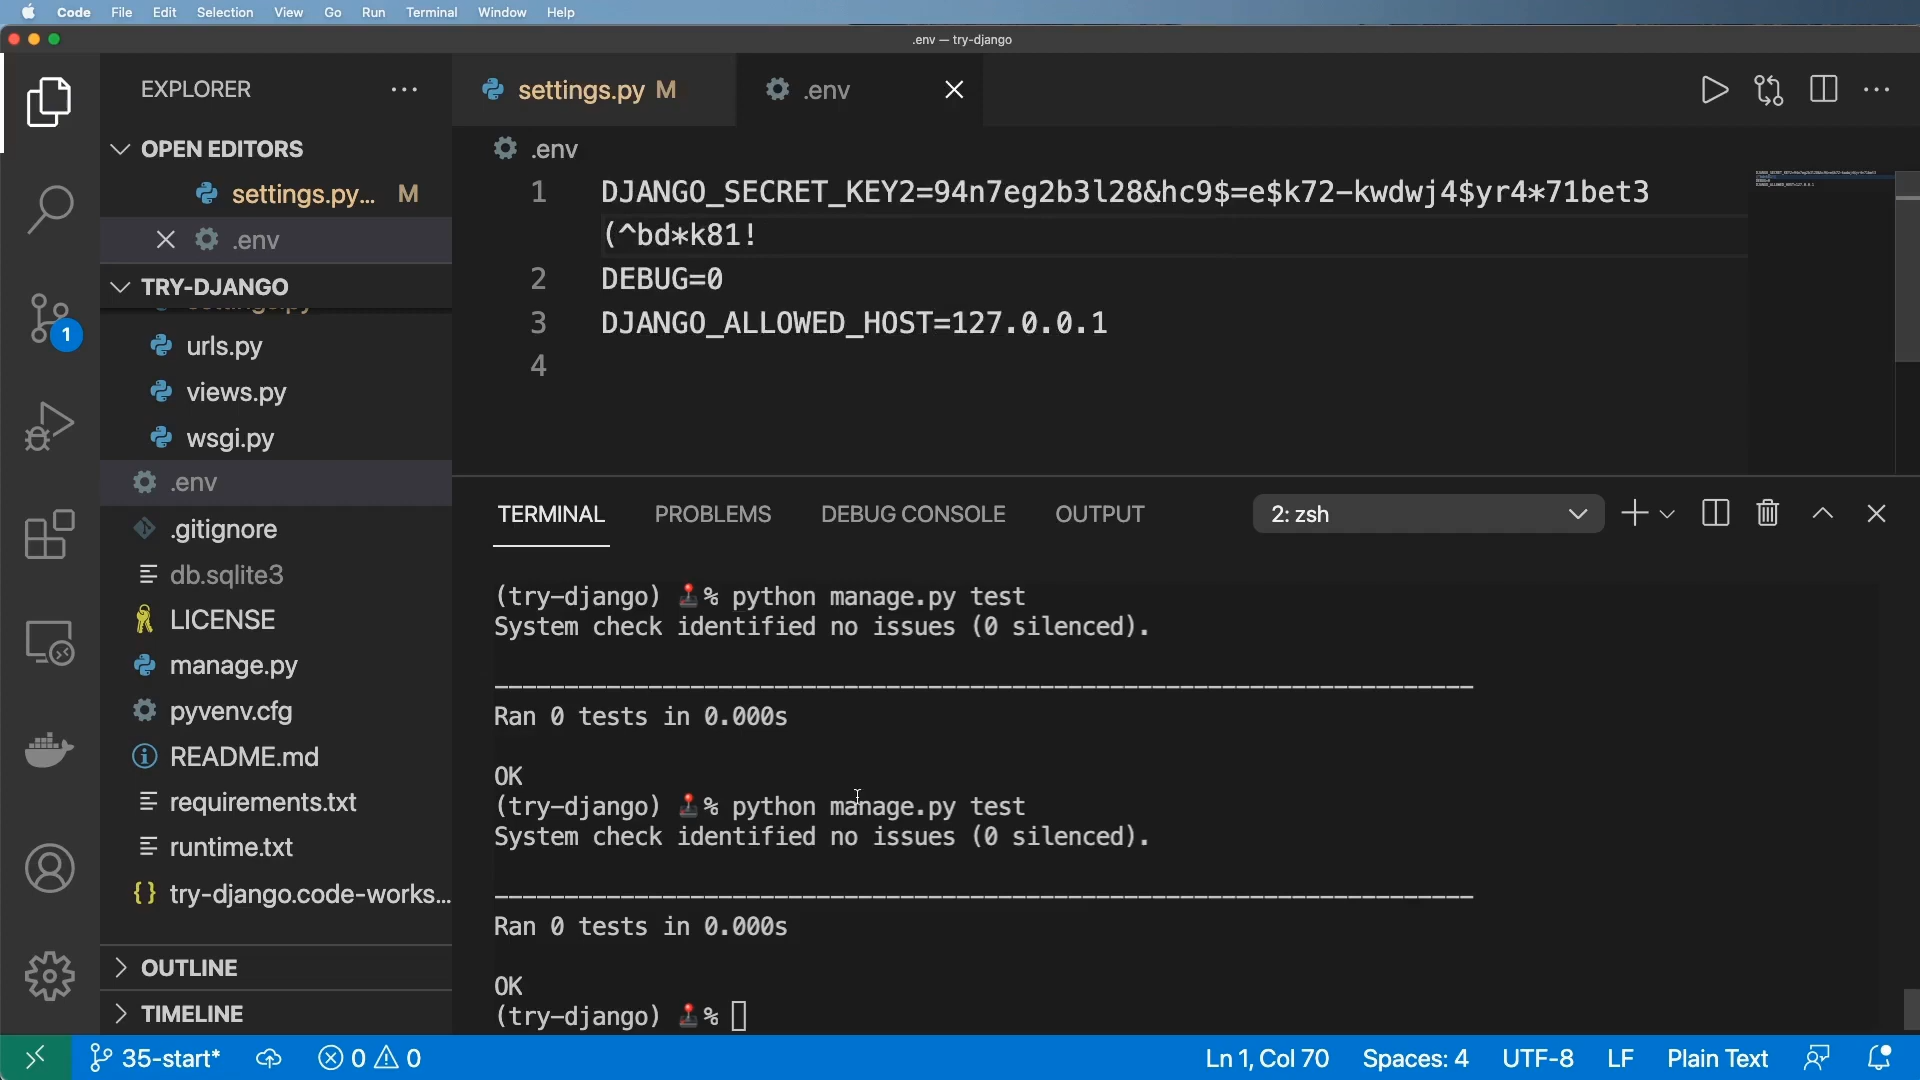 Code File Edit Selection View Go Run Terminal Window Help
.env — try-django
EXPLORER
OPEN EDITORS
settings.py... M
.env
TRY-DJANGO
settings.py
urls.py
views.py
wsgi.py
.env
.gitignore
db.sqlite3
LICENSE
manage.py
pyvenv.cfg
README.md
requirements.txt
runtime.txt
try-django.code-works...
OUTLINE
TIMELINE
settings.py M
.env
.env
1 DJANGO_SECRET_KEY2=94n7eg2b3l28&hc9$=e$k72-kwdwj4$yr4*71bet3
(^bd*k81!
2 DEBUG=0
3 DJANGO_ALLOWED_HOST=127.0.0.1
4
TERMINAL PROBLEMS DEBUG CONSOLE OUTPUT 2: zsh
(try-django) % python manage.py test
System check identified no issues (0 silenced).
----------------------------------------------------------------------
Ran 0 tests in 0.000s
OK
(try-django) % python manage.py test
System check identified no issues (0 silenced).
----------------------------------------------------------------------
Ran 0 tests in 0.000s
OK
(try-django) %
1
35-start* 0 0 Ln 1, Col 70 Spaces: 4 UTF-8 LF Plain Text